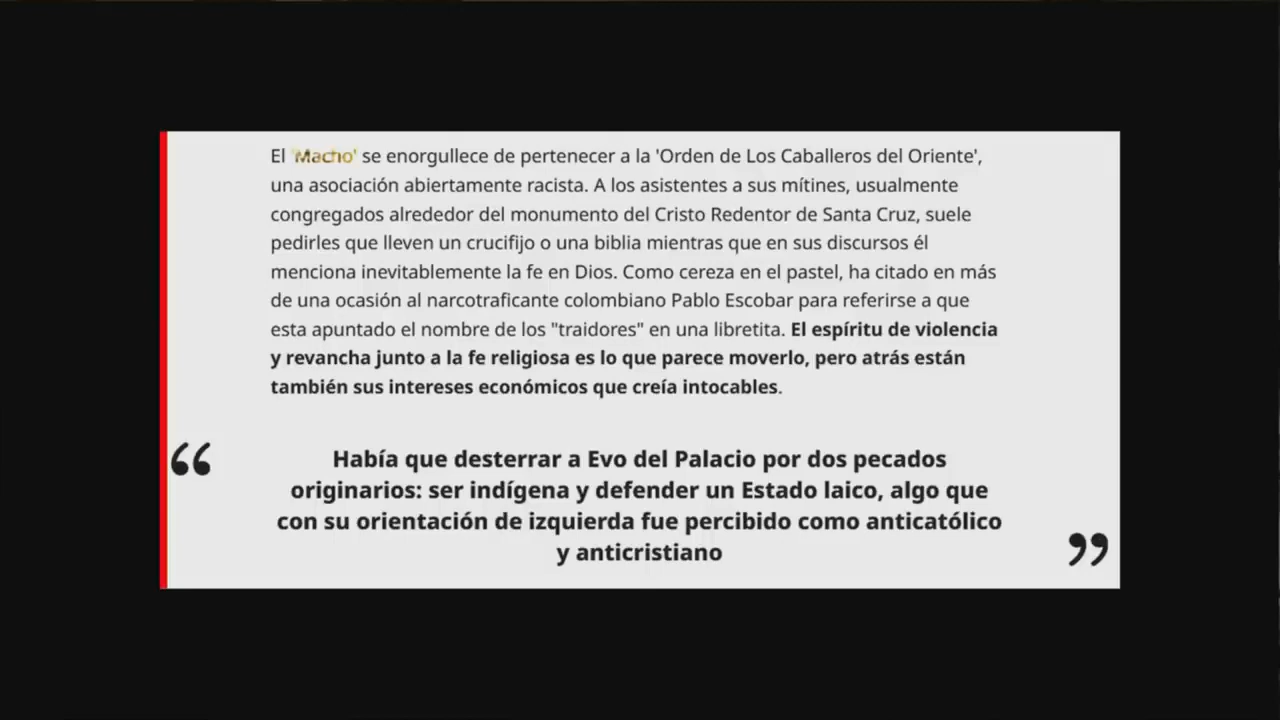 El 'Macho' se enorgullece de pertenecer a la 'Orden de Los Caballeros del Oriente',
una asociación abiertamente racista. A los asistentes a sus mítines, usualmente
congregados alrededor del monumento del Cristo Redentor de Santa Cruz, suele
pedirles que lleven un crucifijo o una biblia mientras que en sus discursos él
menciona inevitablemente la fe en Dios. Como cereza en el pastel, ha citado en más
de una ocasión al narcotraficante colombiano Pablo Escobar para referirse a que
esta apuntado el nombre de los "traidores" en una libretita. El espíritu de violencia
y revancha junto a la fe religiosa es lo que parece moverlo, pero atrás están
también sus intereses económicos que creía intocables.
“ Había que desterrar a Evo del Palacio por dos pecados
originarios: ser indígena y defender un Estado laico, algo que
con su orientación de izquierda fue percibido como anticatólico
y anticristiano ”